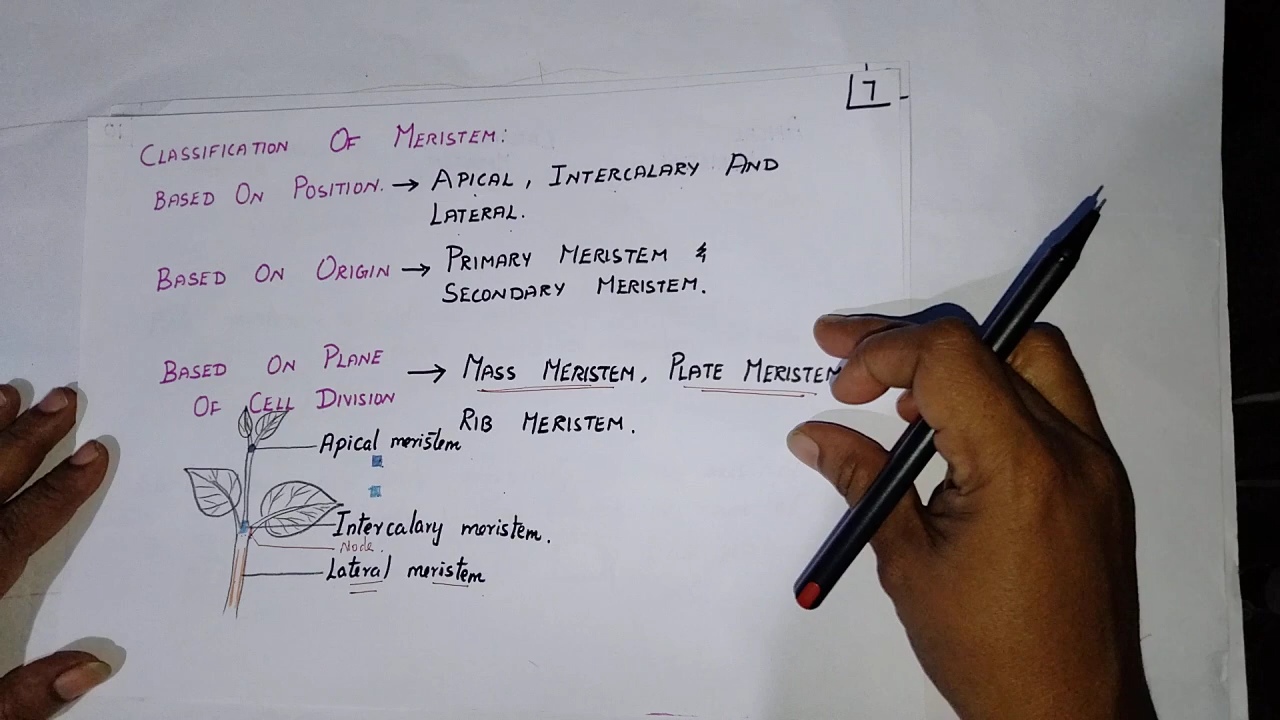 7
CLASSIFICATION OF MERISTEM:
BASED ON POSITION. → APICAL, INTERCALARY AND
LATERAL.
BASED ON ORIGIN → PRIMARY MERISTEM &
SECONDARY MERISTEM.
BASED ON PLANE → MASS MERISTEM, PLATE MERISTEM
OF CELL DIVISION
RIB MERISTEM.
Apical meristem
Intercalary meristem.
Node.
Lateral meristem